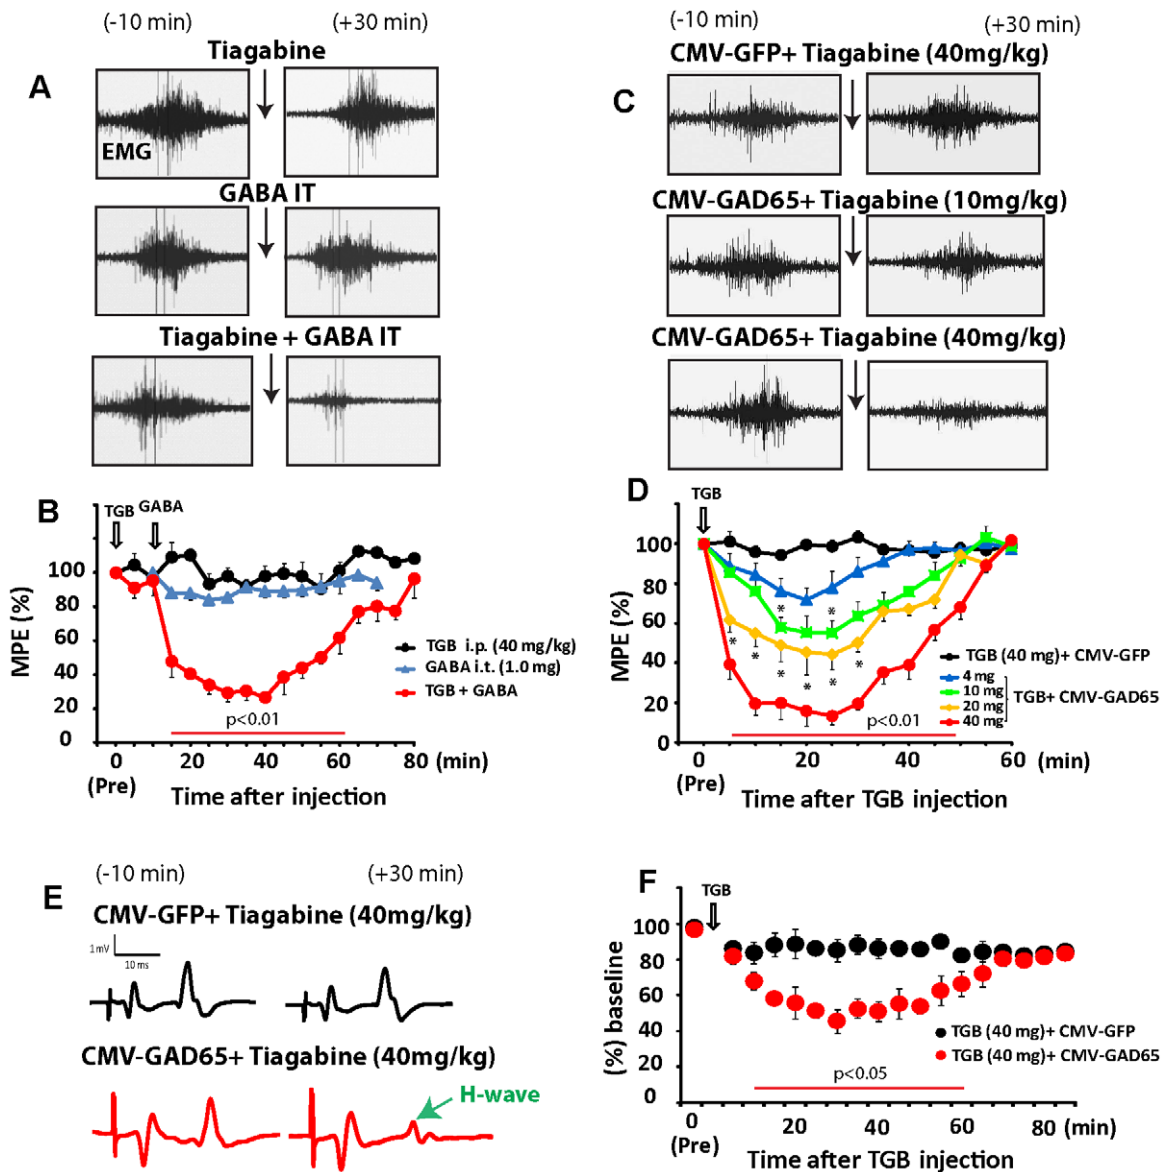 (-10 min) (+30 min)
Tiagabine
A
EMG
GABA IT
Tiagabine + GABA IT
(-10 min) (+30 min)
CMV-GFP+ Tiagabine (40mg/kg)
C
CMV-GAD65+ Tiagabine (10mg/kg)
CMV-GAD65+ Tiagabine (40mg/kg)
B
TGB GABA
MPE (%)
100
80
60
40
20
0
TGB i.p. (40 mg/kg)
GABA i.t. (1.0 mg)
TGB + GABA
p<0.01
0 20 40 60 80 (min)
(Pre)
Time after injection
D
TGB
MPE (%)
100
80
60
40
20
0
* *
* * * * * *
TGB (40 mg)+ CMV-GFP
4 mg
10 mg
20 mg
40 mg
TGB+ CMV-GAD65
p<0.01
0 20 40 60 (min)
(Pre)
Time after TGB injection
(-10 min) (+30 min)
E
CMV-GFP+ Tiagabine (40mg/kg)
1mV
10 ms
CMV-GAD65+ Tiagabine (40mg/kg)
H-wave
F
TGB
(%) baseline
100
80
60
40
20
0
TGB (40 mg)+ CMV-GFP
TGB (40 mg)+ CMV-GAD65
p<0.05
0 20 40 60 80 (min)
(Pre)
Time after TGB injection